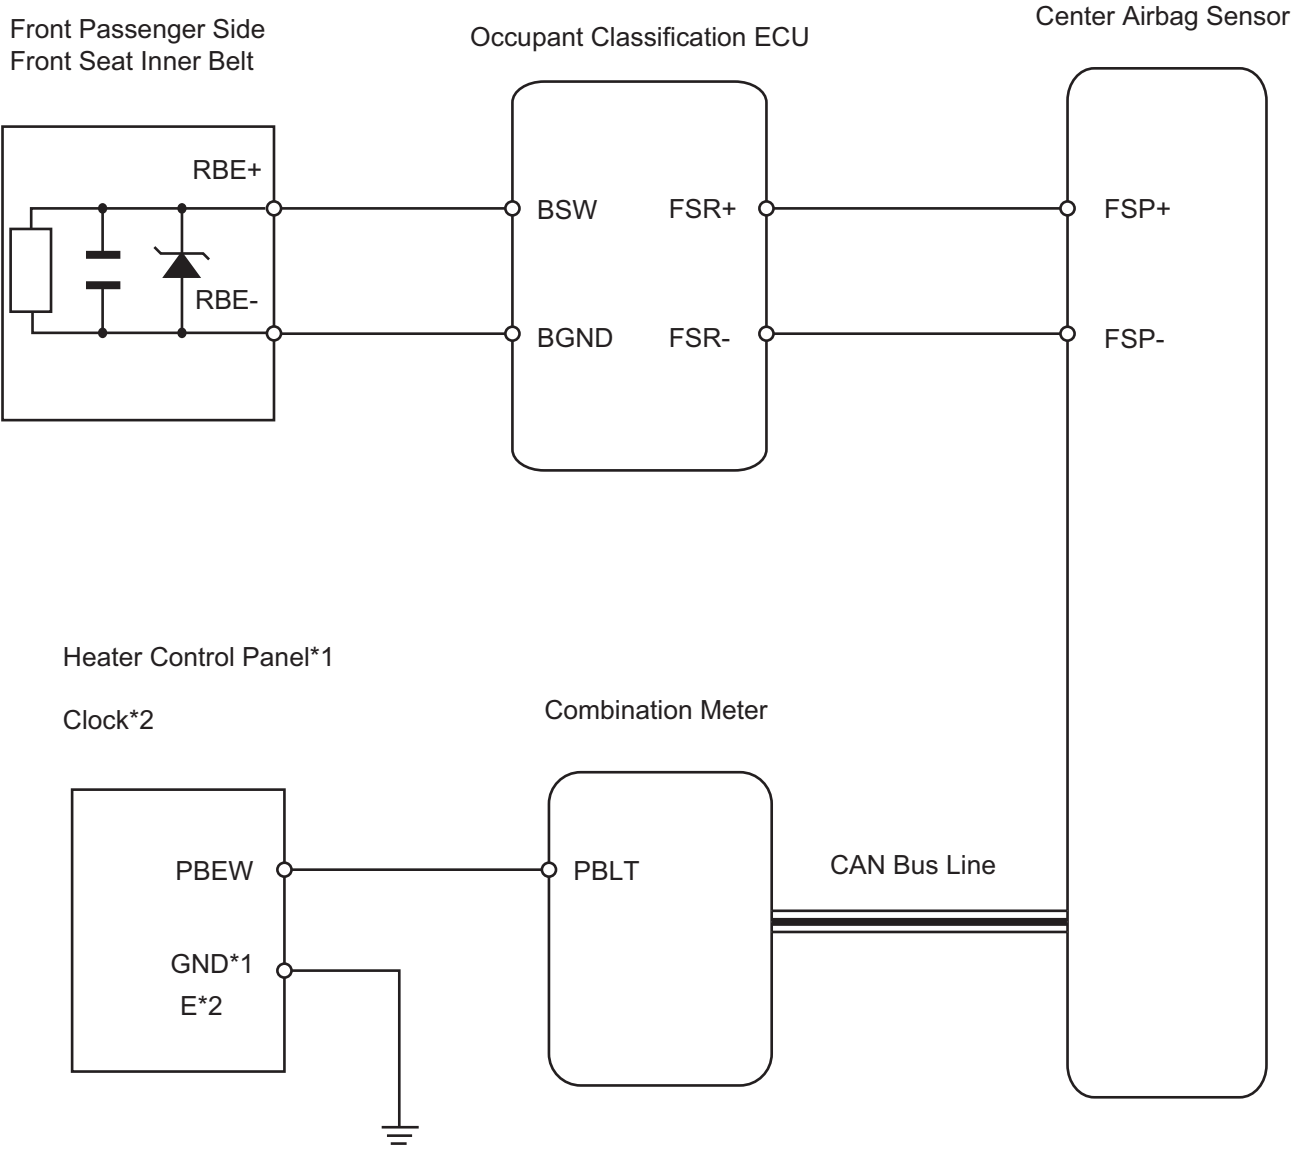 Front Passenger Side
Front Seat Inner Belt
Occupant Classification ECU
Center Airbag Sensor
RBE+
RBE-
BSW
FSR+
BGND
FSR-
FSP+
FSP-
Heater Control Panel*1
Clock*2
Combination Meter
PBEW
GND*1
E*2
PBLT
CAN Bus Line